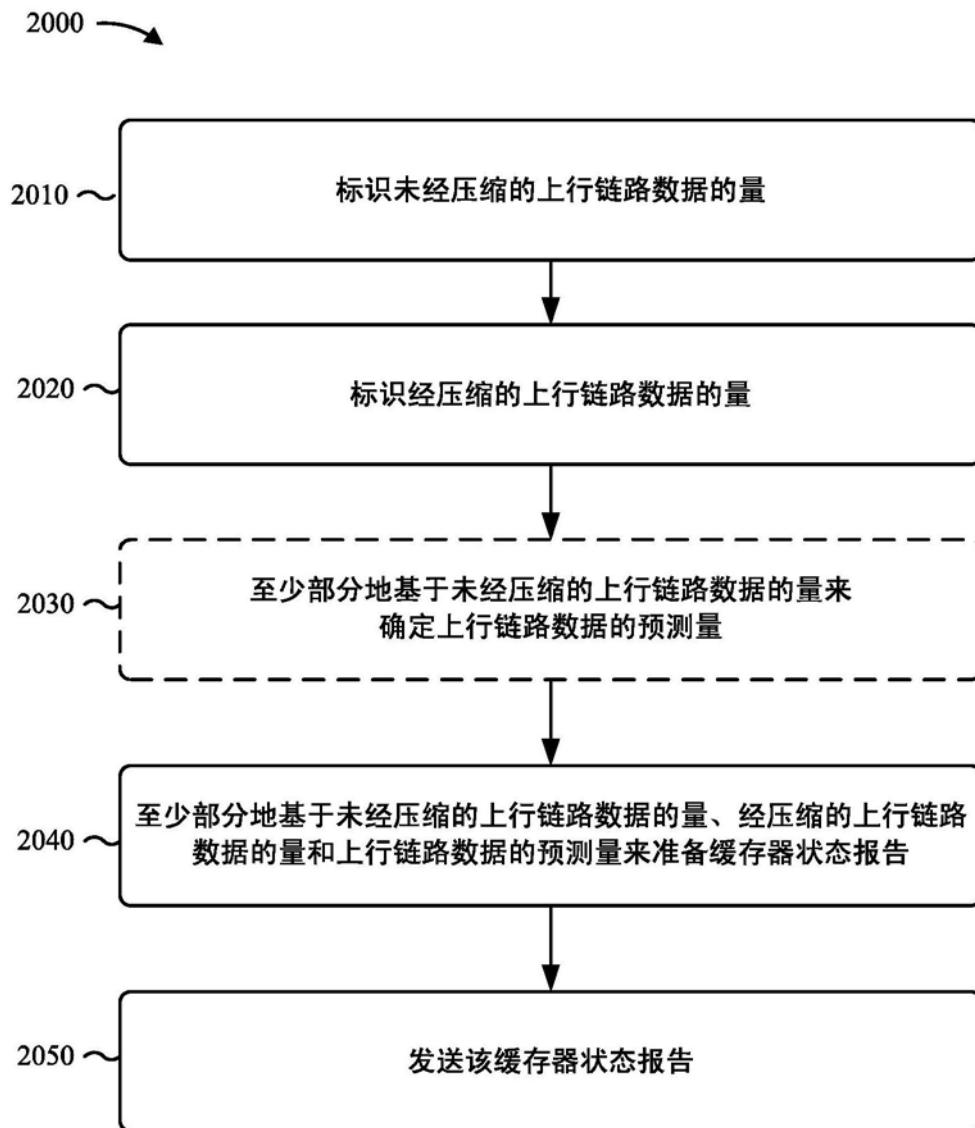 2000
2010
标识未经压缩的上行链路数据的量
2020
标识经压缩的上行链路数据的量
2030
至少部分地基于未经压缩的上行链路数据的量来
确定上行链路数据的预测量
2040
至少部分地基于未经压缩的上行链路数据的量、经压缩的上行链路
数据的量和上行链路数据的预测量来准备缓存器状态报告
2050
发送该缓存器状态报告